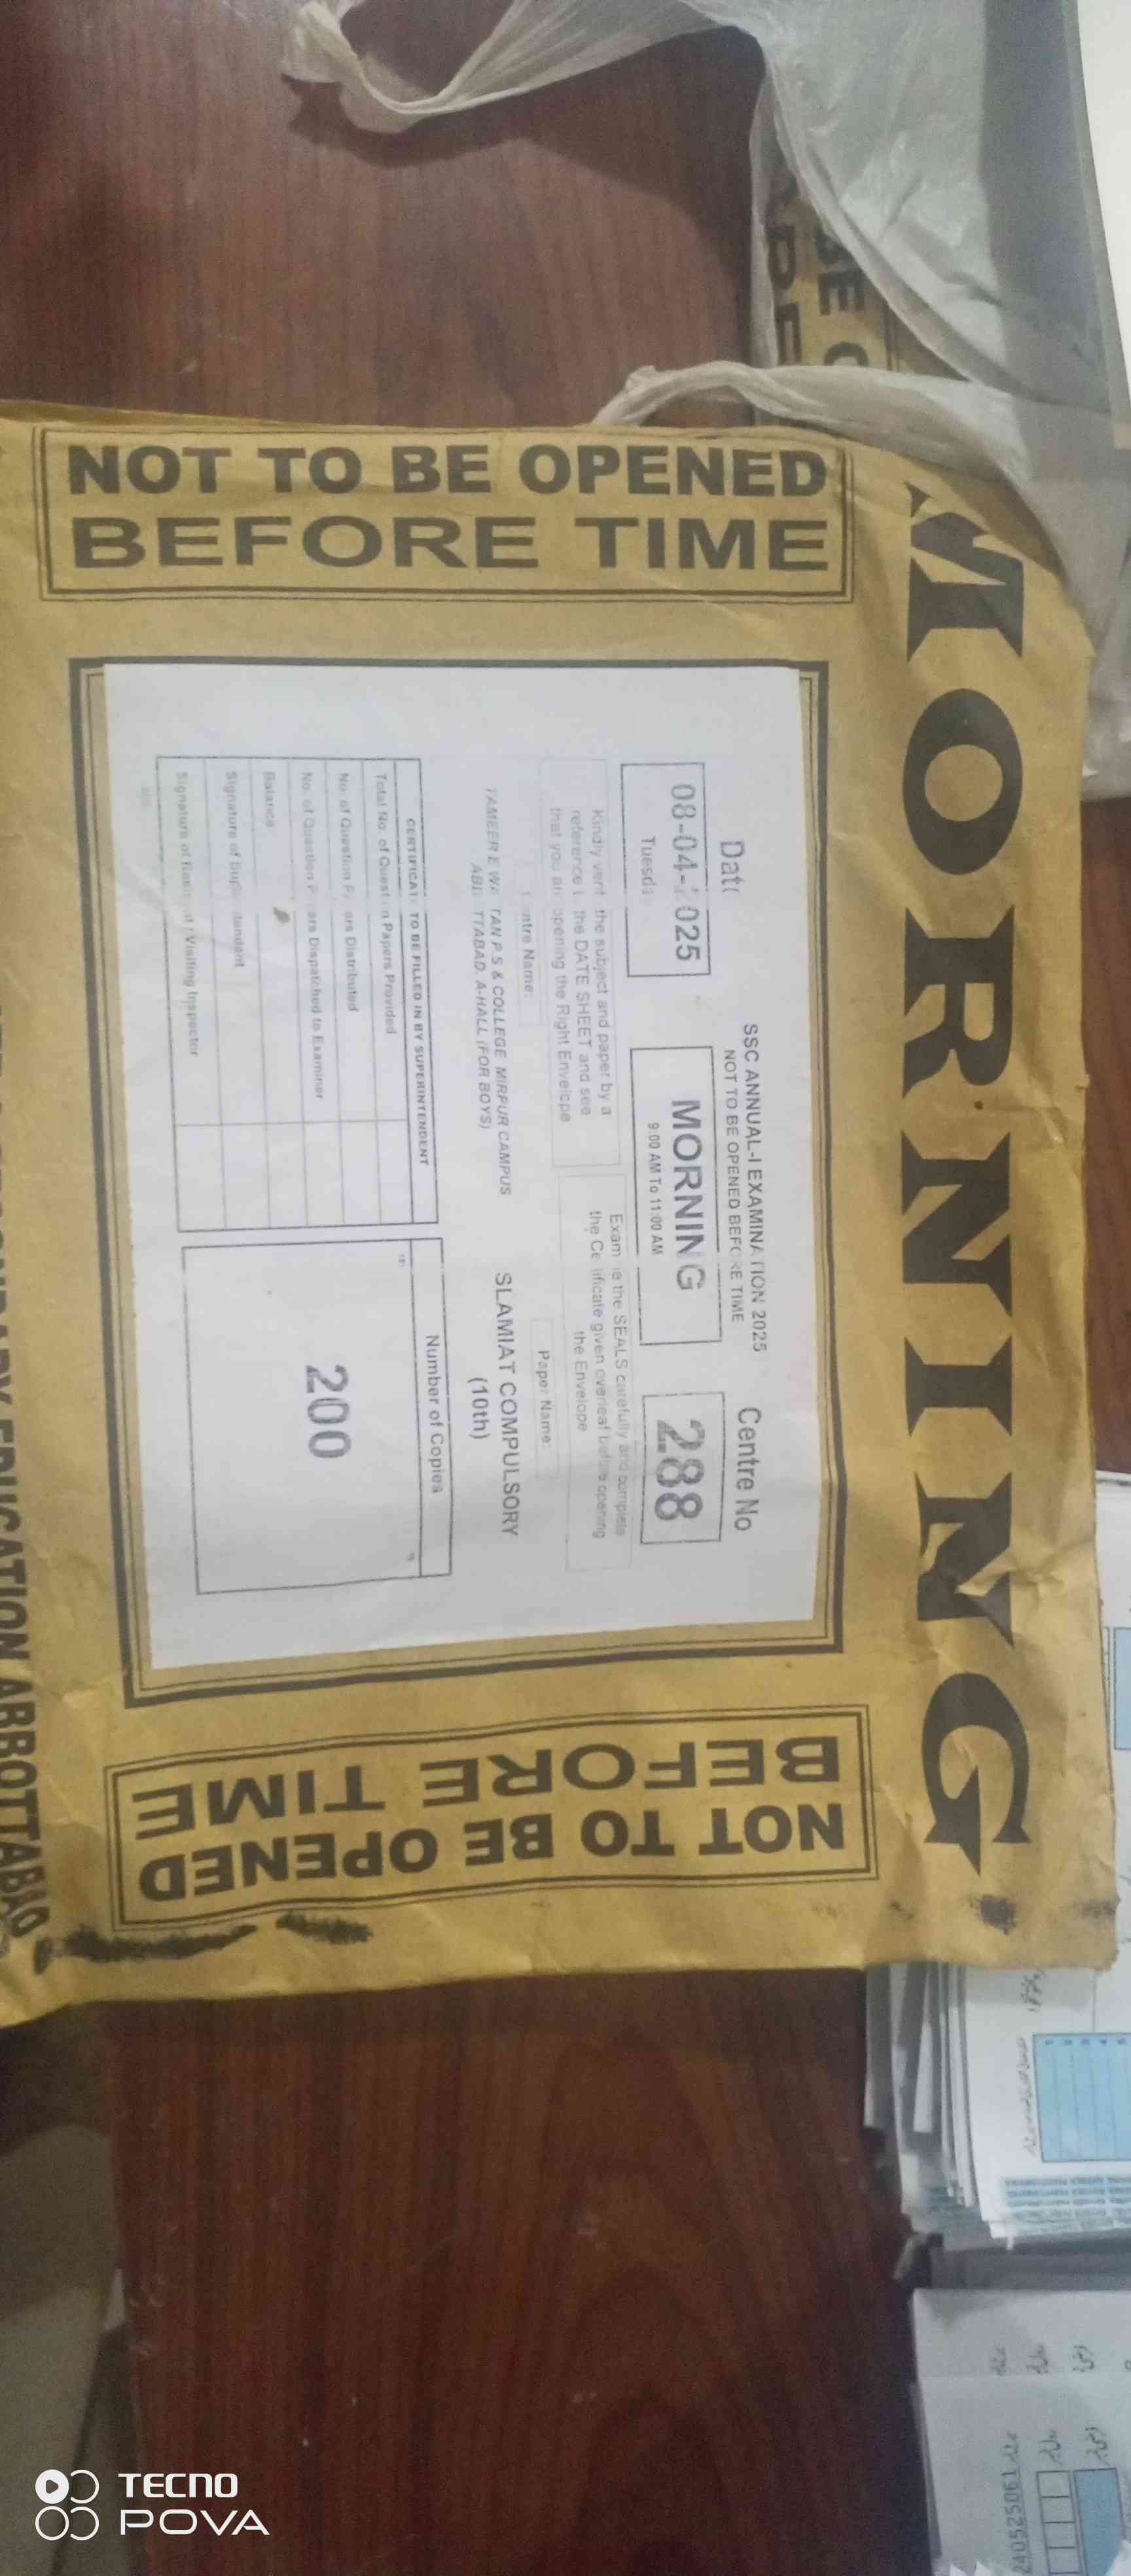 MORNING
NOT TO BE OPENED
BEFORE TIME
SSC ANNUAL-I EXAMINATION 2025
NOT TO BE OPENED BEFORE TIME
Date
08-04-2025
Tuesday
MORNING
9:00 AM To 11:00 AM
Centre No
288
Kindly verify the subject and paper by a
reference to the DATE SHEET and see
that you are opening the Right Envelope
Examine the SEALS carefully and complete
the Certificate given overleaf before opening
the Envelope
Centre Name:
TAMEER E WATAN P.S & COLLEGE MIRPUR CAMPUS
ABBOTTABAD. A-HALL (FOR BOYS)
Paper Name:
SLAMIAT COMPULSORY
(10th)
CERTIFICATE TO BE FILLED IN BY SUPERINTENDENT
Total No. of Question Papers Provided
No. of Question Papers Distributed
No. of Question Papers Dispatched to Examiner
Balance
Signature of Superintendant
Signature of Resident / Visiting Inspector
Number of Copies
200
NOT TO BE OPENED
BEFORE TIME
EDUCATION ABBOTTABAD
BE
TECNO
POVA